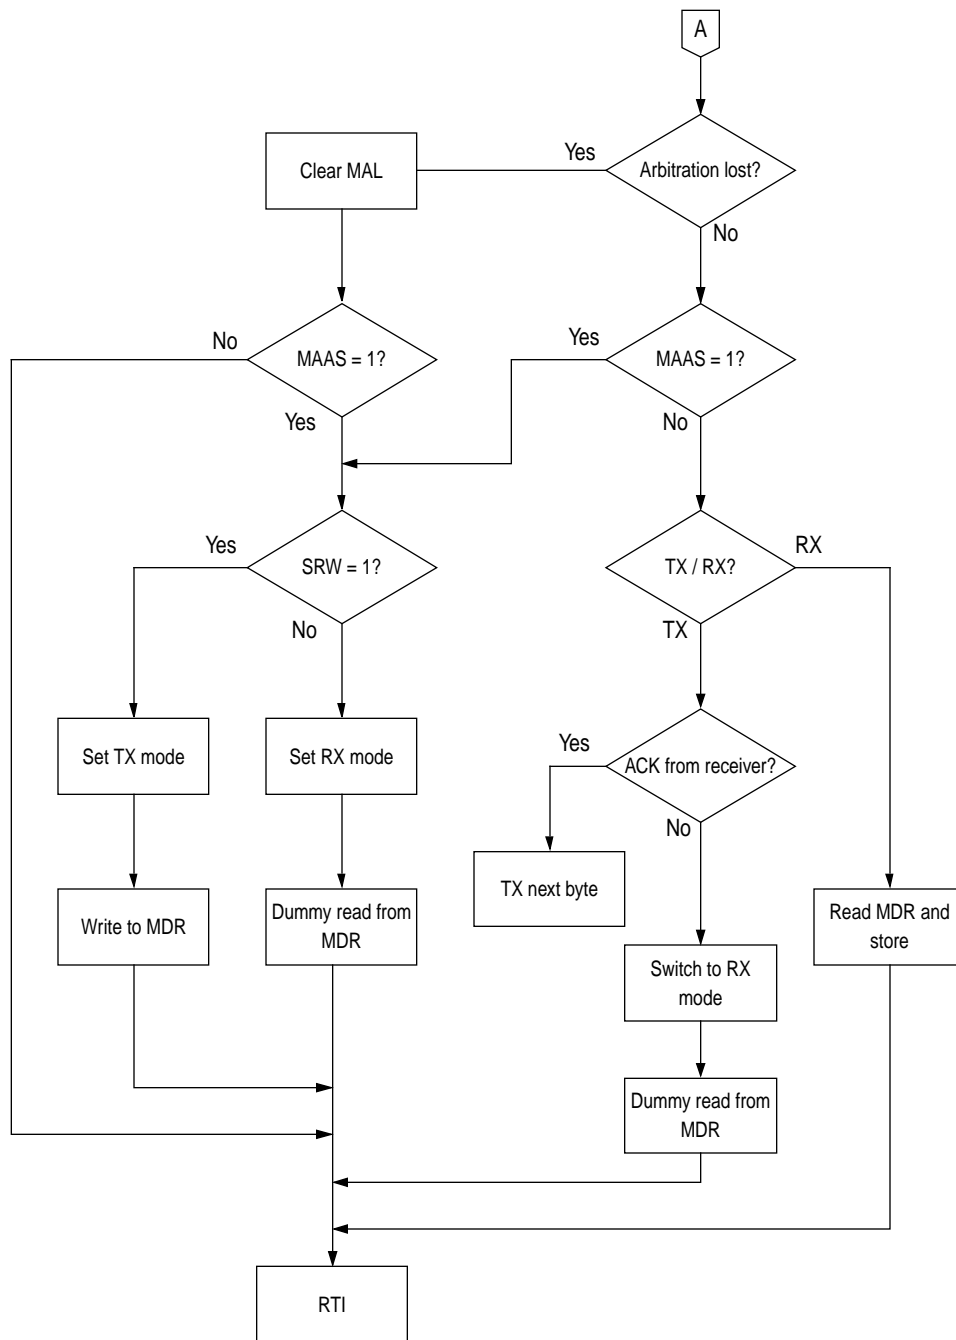 A
Yes
Clear MAL
Arbitration lost?
No
No
MAAS = 1?
Yes
MAAS = 1?
Yes
No
Yes
SRW = 1?
TX / RX?
RX
No
TX
Set TX mode
Set RX mode
Yes
ACK from receiver?
No
Write to MDR
Dummy read from
MDR
TX next byte
Read MDR and
store
Switch to RX
mode
Dummy read from
MDR
RTI